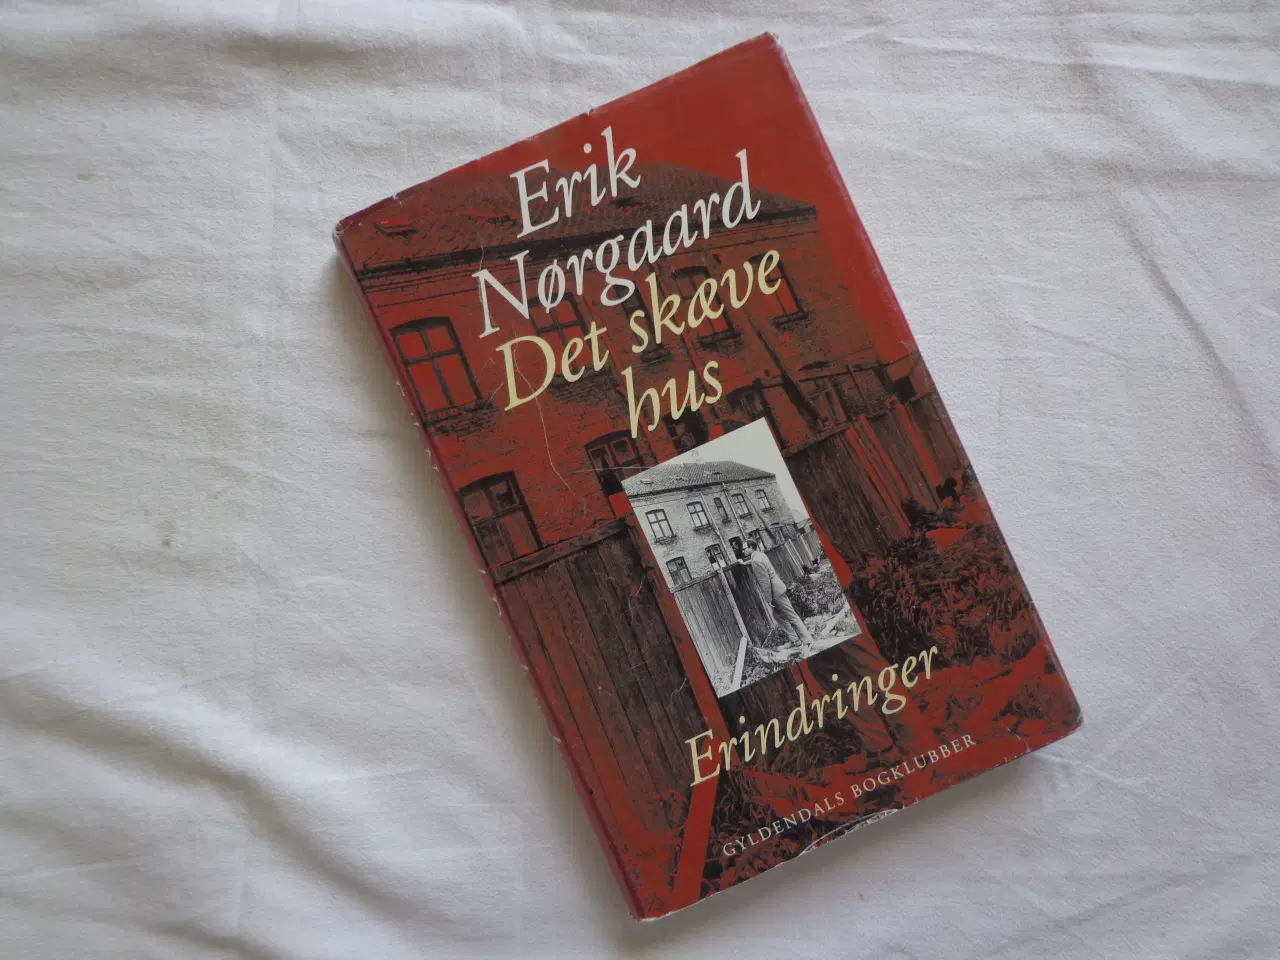 Erik
Nørgaard
Det skæve
hus
Erindringer
GYLDENDALS BOGKLUBBER